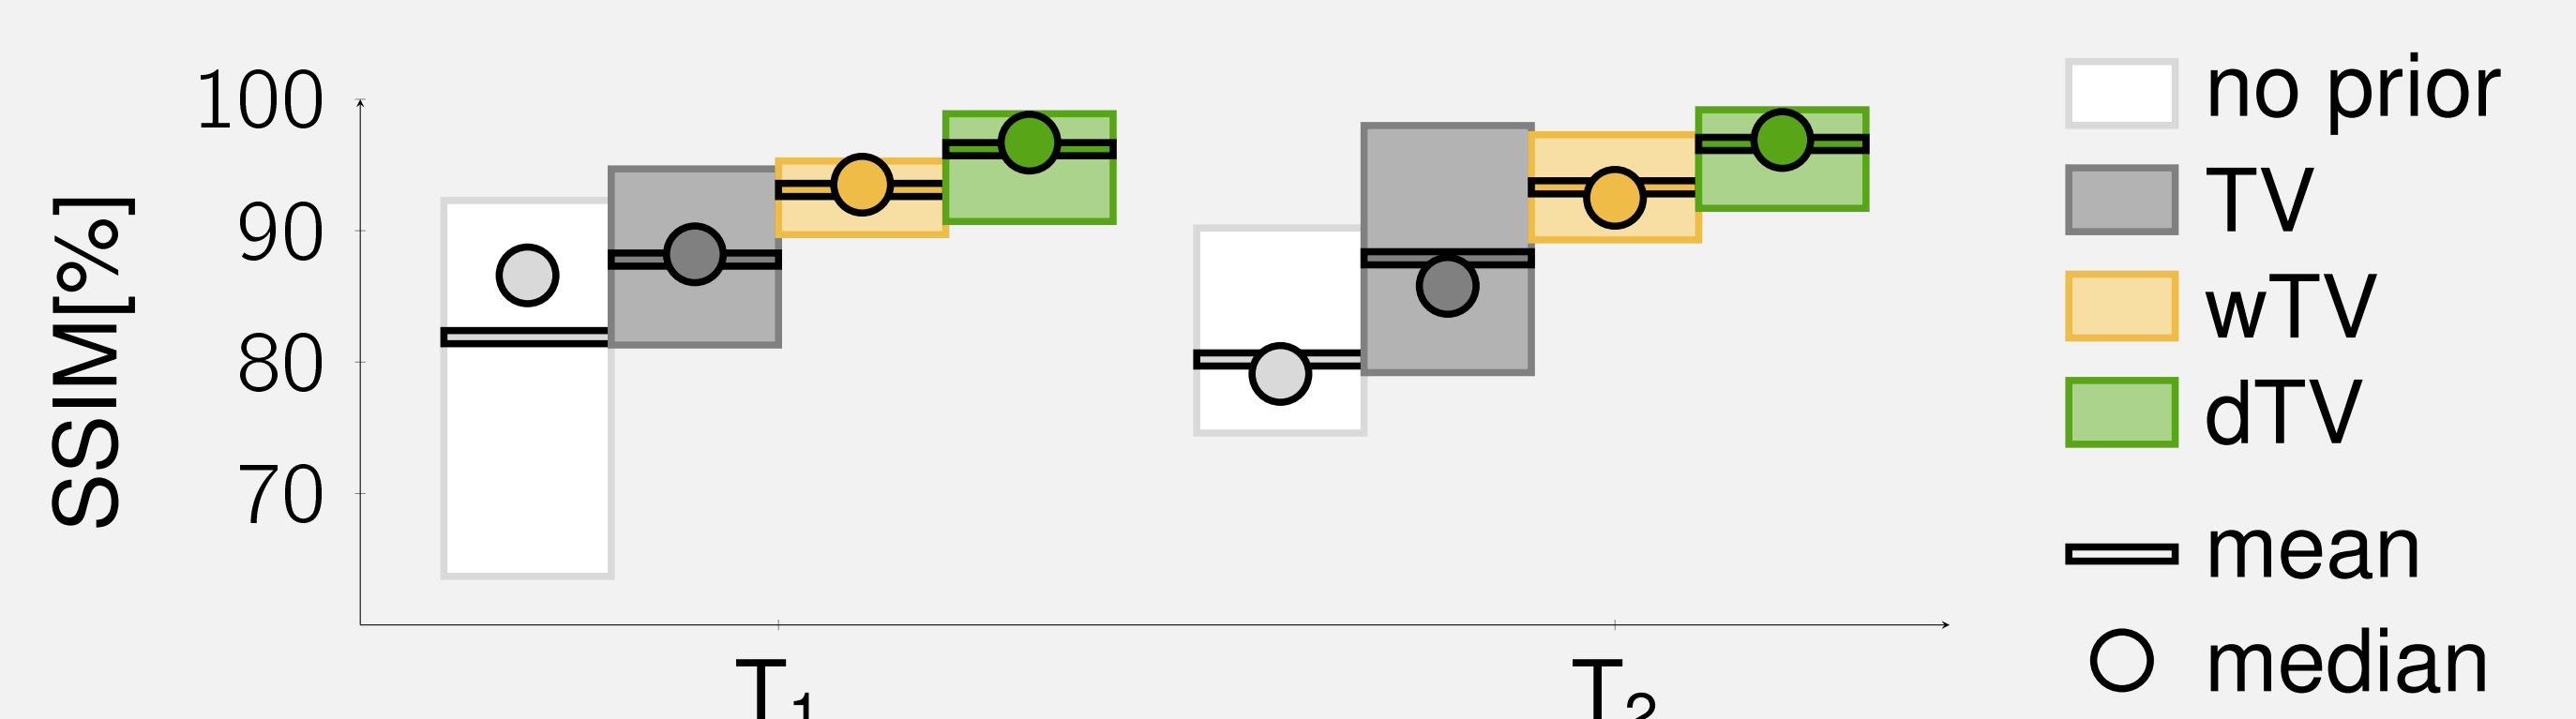 SSIM[%]
100
90
80
70
T₁
T₂
no prior
TV
wTV
dTV
mean
median